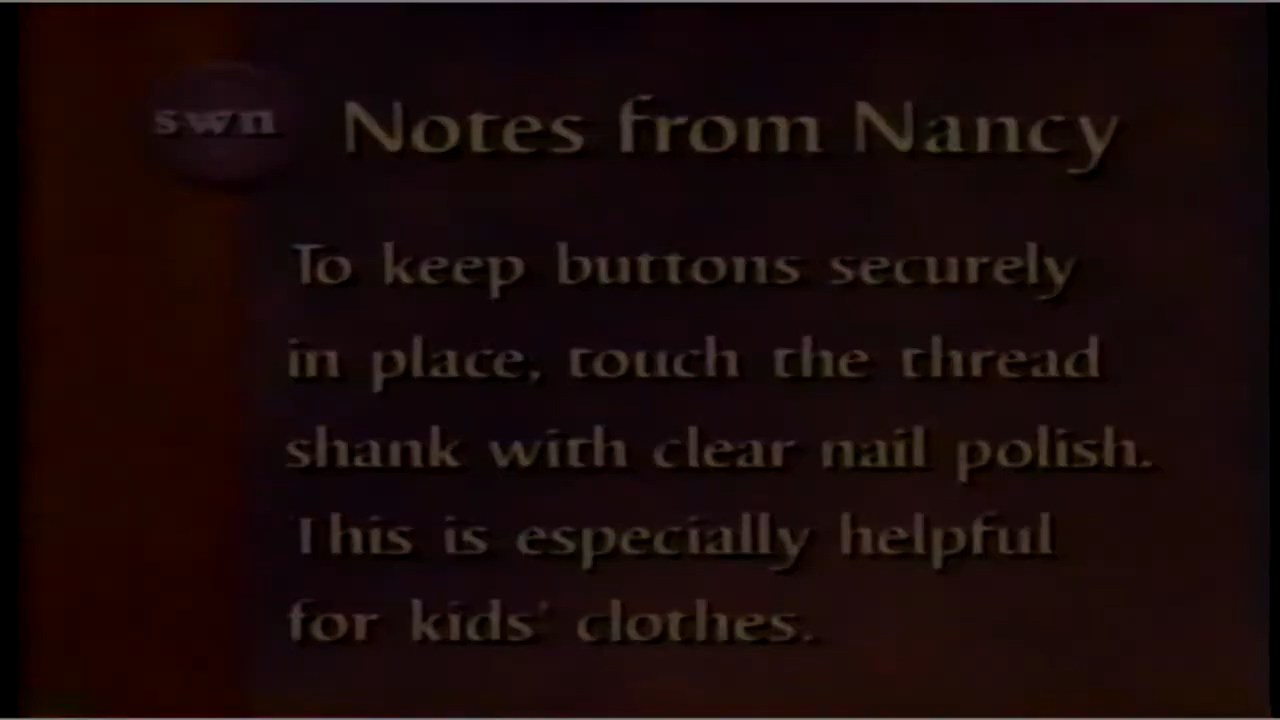 swn
Notes from Nancy
To keep buttons securely
in place, touch the thread
shank with clear nail polish.
This is especially helpful
for kids' clothes.